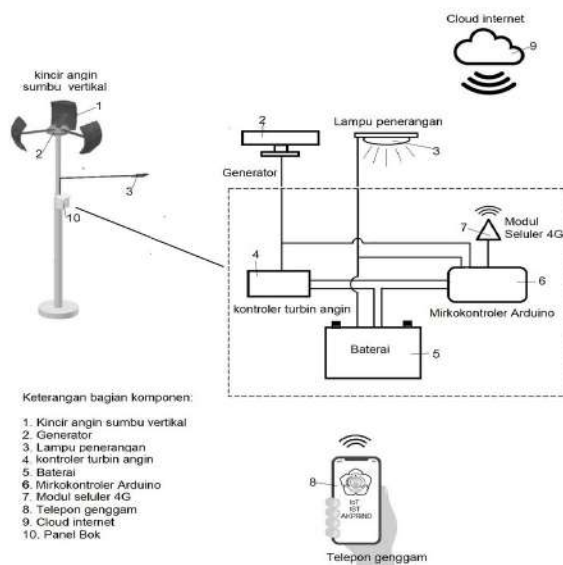 Cloud internet
9
kincir angin
sumbu vertikal
1
2
3
10
2
Generator
Lampu penerangan
3
4
kontroler turbin angin
7
Modul
Seluler 4G
6
Mirkokontroler Arduino
Baterai
5
Keterangan bagian komponen:
1. Kincir angin sumbu vertikal
2. Generator
3. Lampu penerangan
4. kontroler turbin angin
5. Baterai
6. Mirkokontroler Arduino
7. Modul seluler 4G
8. Telepon genggam
9. Cloud internet
10. Panel Bok
8
IoT
IST
AKPRIND
Telepon genggam